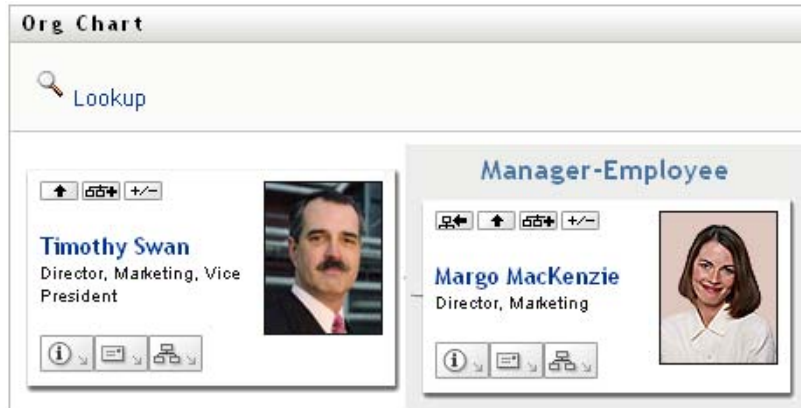 Org Chart
Lookup
Manager-Employee
+/-
Timothy Swan
Director, Marketing, Vice
President
+/-
Margo MacKenzie
Director, Marketing